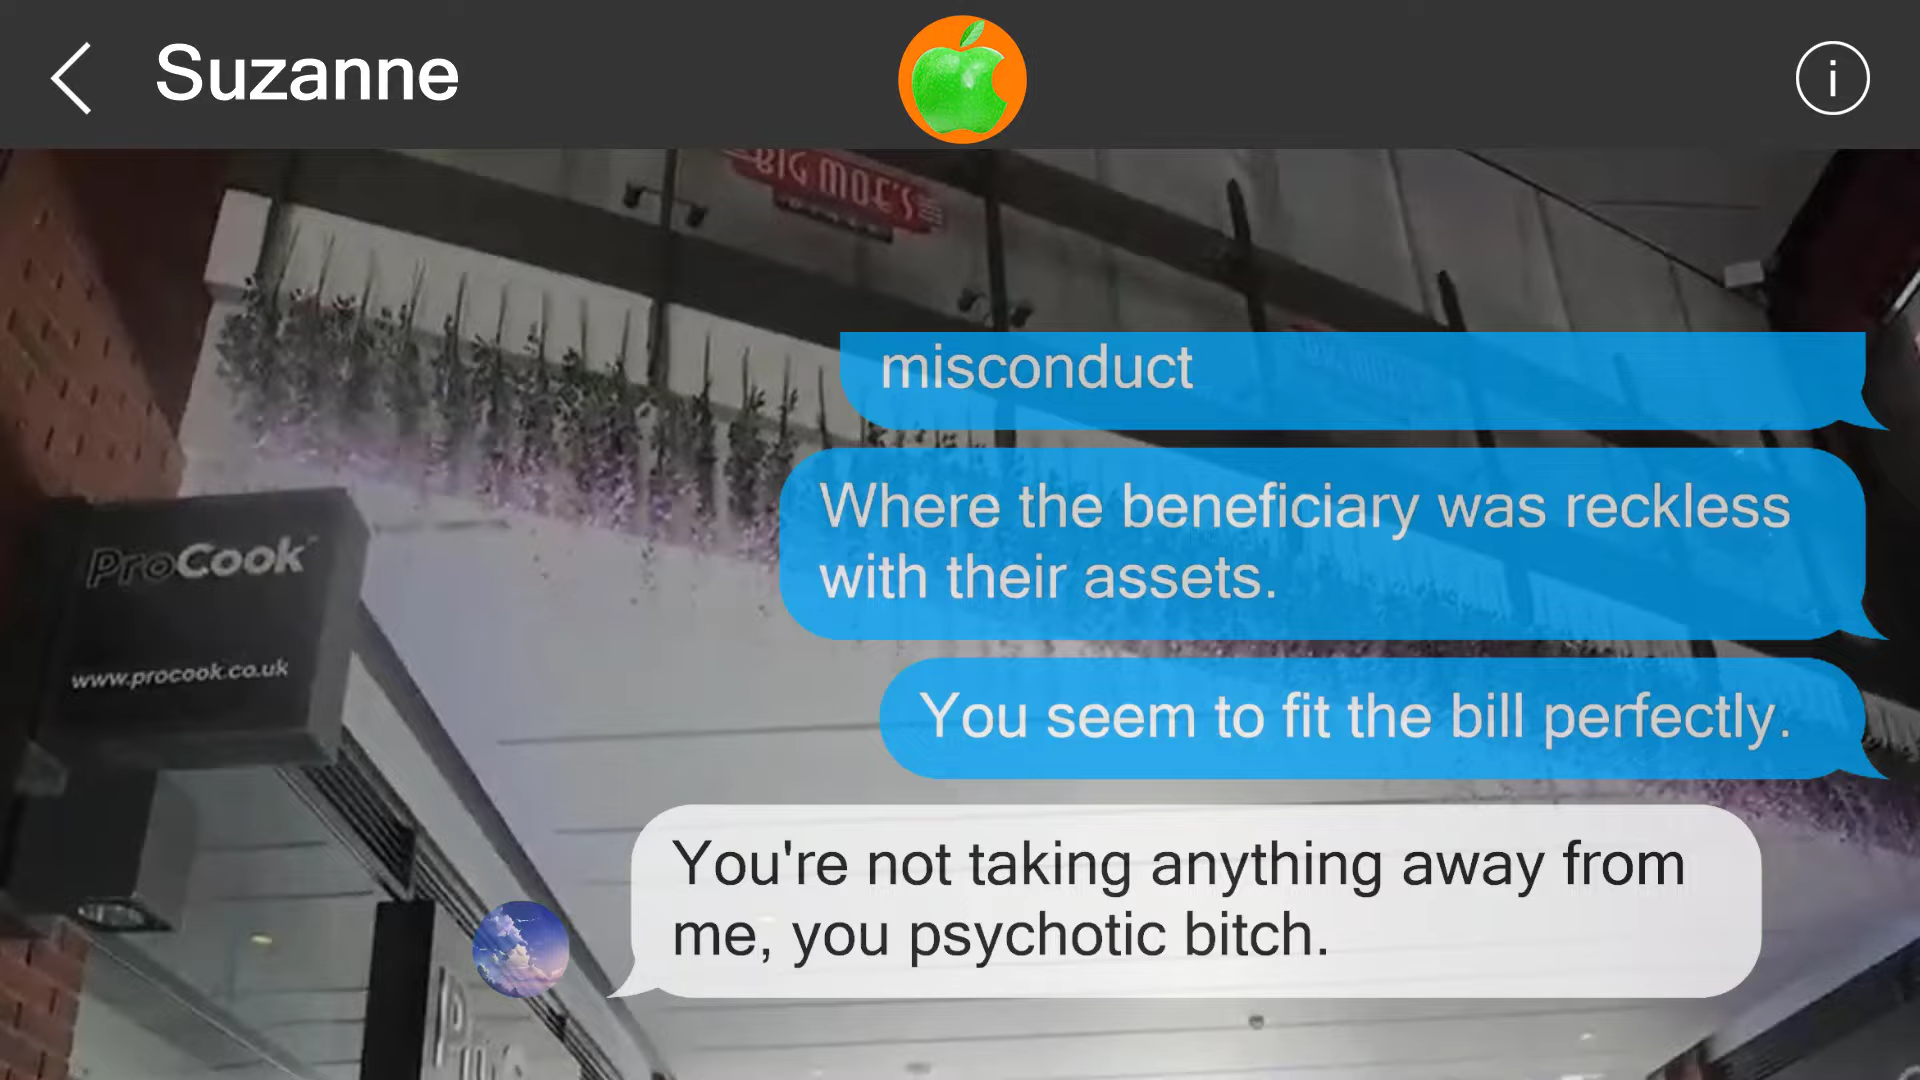 Suzanne
BIG MOE'S
DINER
misconduct
Where the beneficiary was reckless
with their assets.
You seem to fit the bill perfectly.
ProCook
www.procook.co.uk
You're not taking anything away from
me, you psychotic bitch.